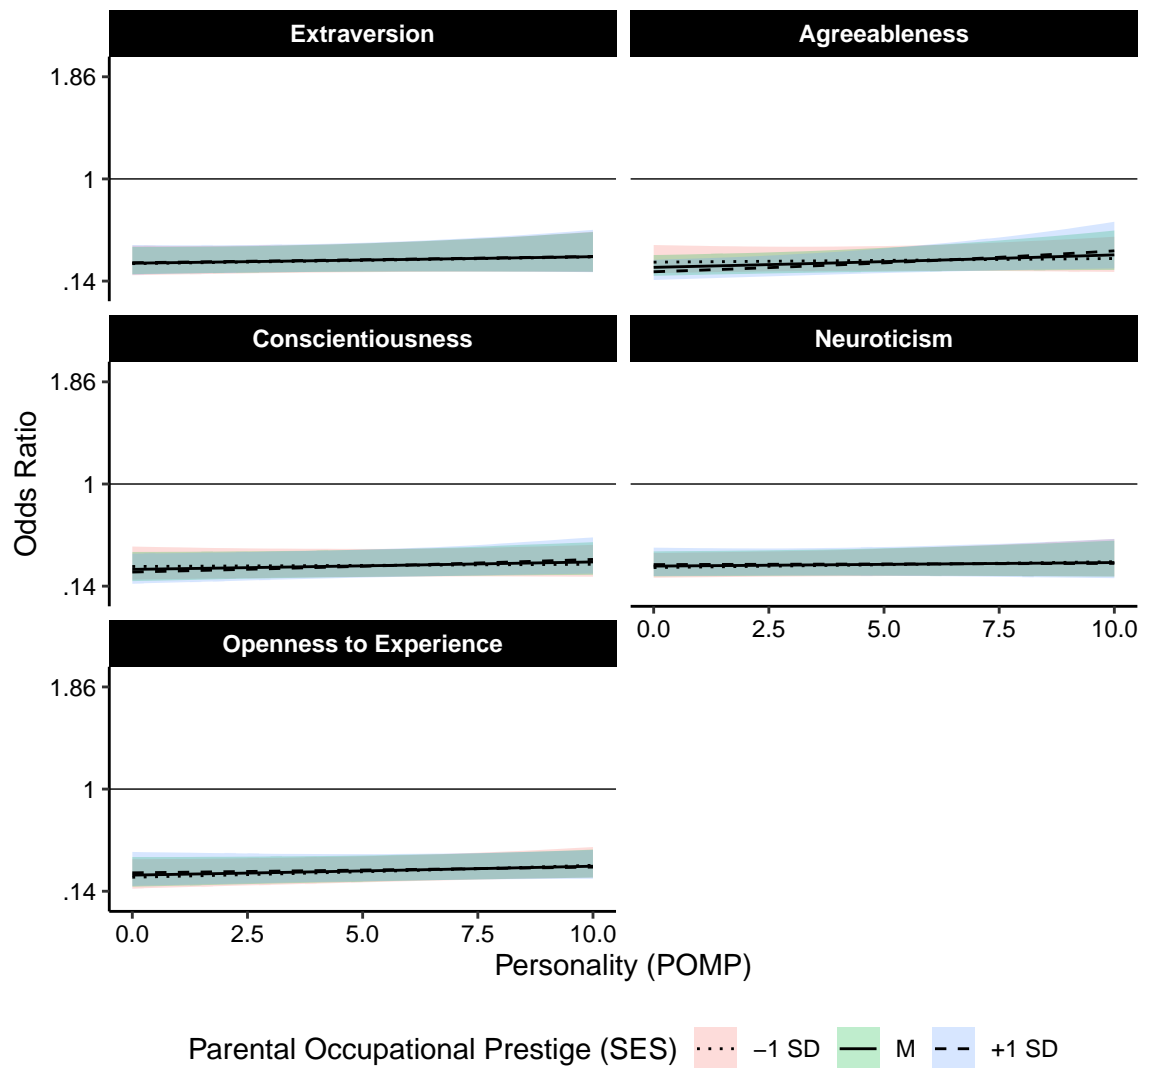 Extraversion
Agreeableness
1.86
1
.14
Conscientiousness
Neuroticism
1.86
1
.14
0.0 2.5 5.0 7.5 10.0
Openness to Experience
1.86
1
.14
0.0 2.5 5.0 7.5 10.0
Odds Ratio
Personality (POMP)
Parental Occupational Prestige (SES) −1 SD M +1 SD